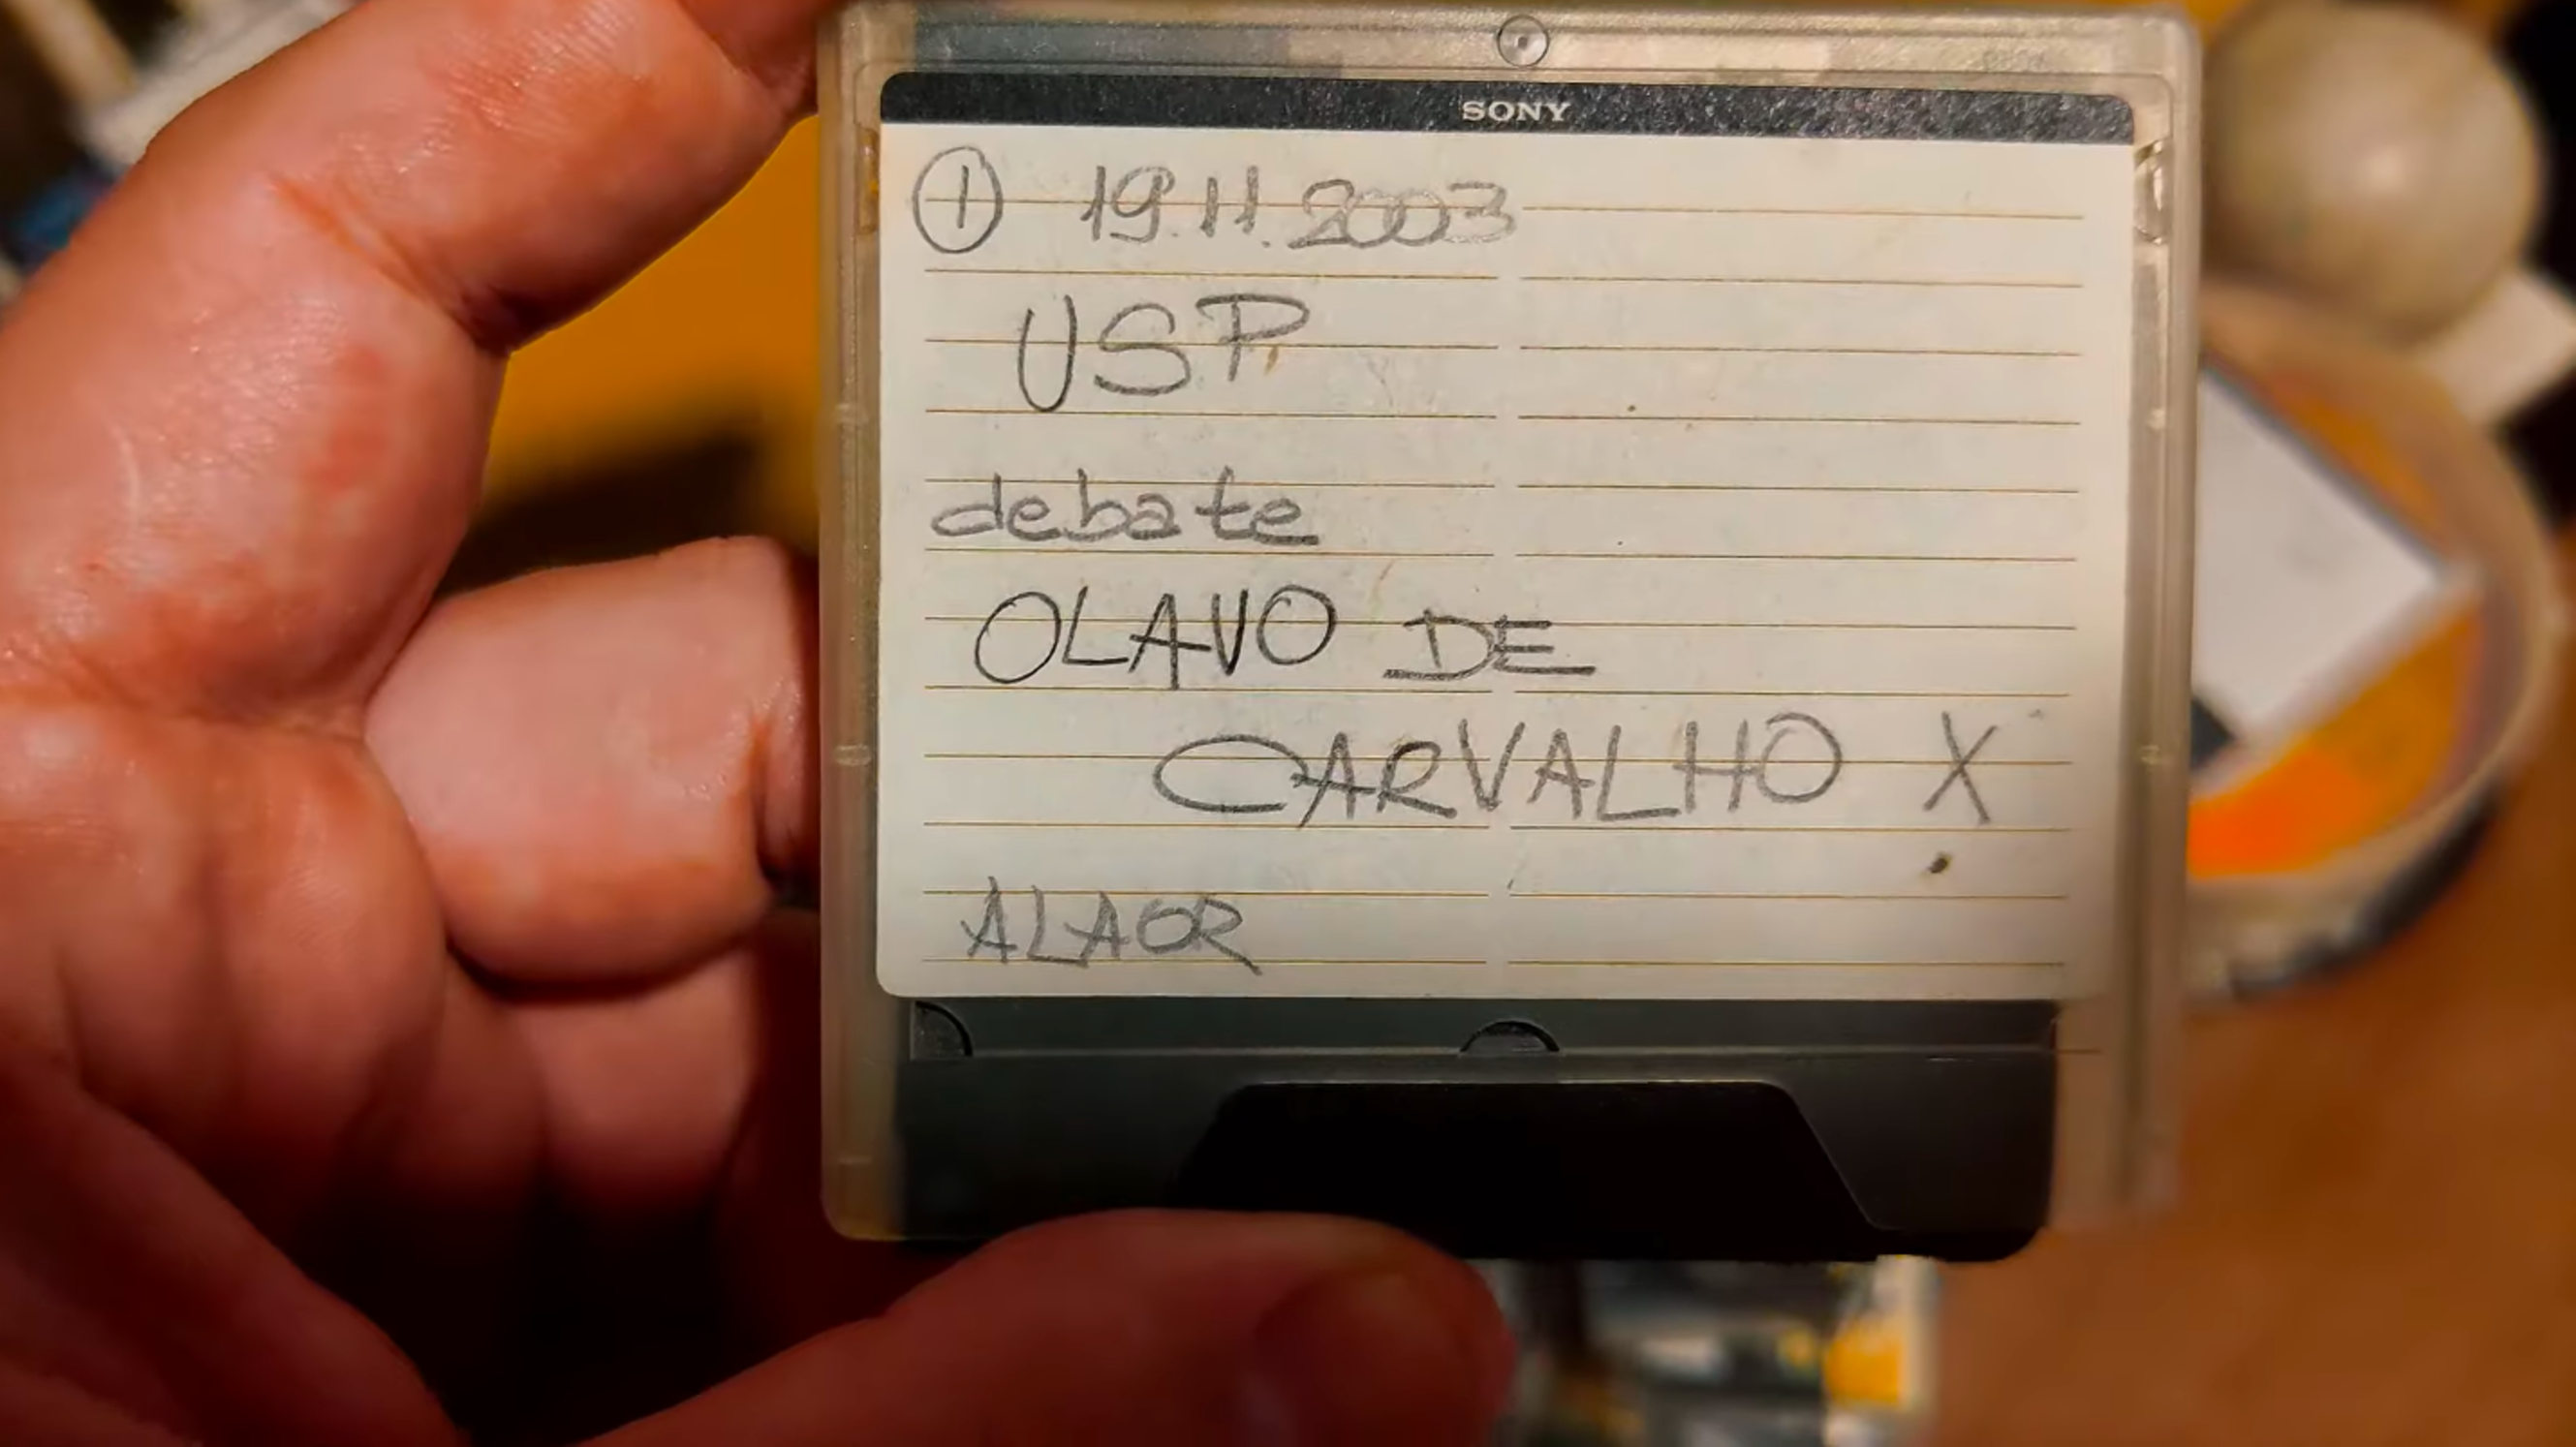 SONY
① 19.11.2003
USP
debate
OLAVO DE
CARVALHO X
ALAOR